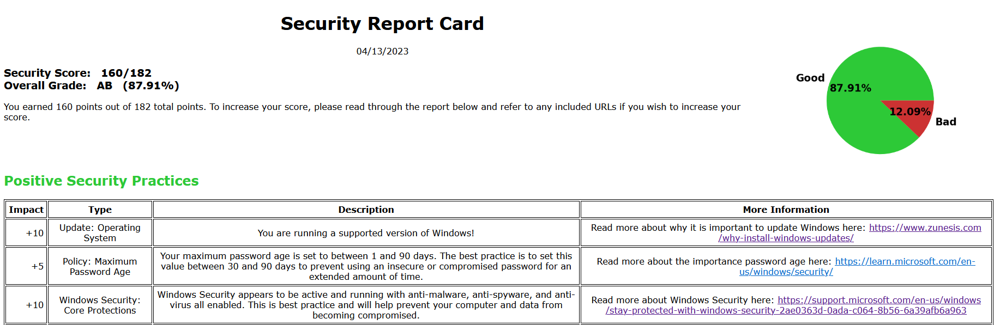 Security Report Card
04/13/2023
Security Score: 160/182
Overall Grade: AB (87.91%)
You earned 160 points out of 182 total points. To increase your score, please read through the report below and refer to any included URLs if you wish to increase your
score.
Good
87.91%
12.09%
Bad
Positive Security Practices
Impact Type Description More Information
+10
Update: Operating
System
You are running a supported version of Windows!
Read more about why it is important to update Windows here: https://www.zunesis.com
/why-install-windows-updates/
+5
Policy: Maximum
Password Age
Your maximum password age is set to between 1 and 90 days. The best practice is to set this
value between 30 and 90 days to prevent using an insecure or compromised password for an
extended amount of time.
Read more about the importance password age here: https://learn.microsoft.com/en-
us/windows/security/
+10
Windows Security:
Core Protections
Windows Security appears to be active and running with anti-malware, anti-spyware, and anti-
virus all enabled. This is best practice and will help prevent your computer and data from
becoming compromised.
Read more about Windows Security here: https://support.microsoft.com/en-us/windows
/stay-protected-with-windows-security-2ae0363d-0ada-c064-8b56-6a39afb6a963